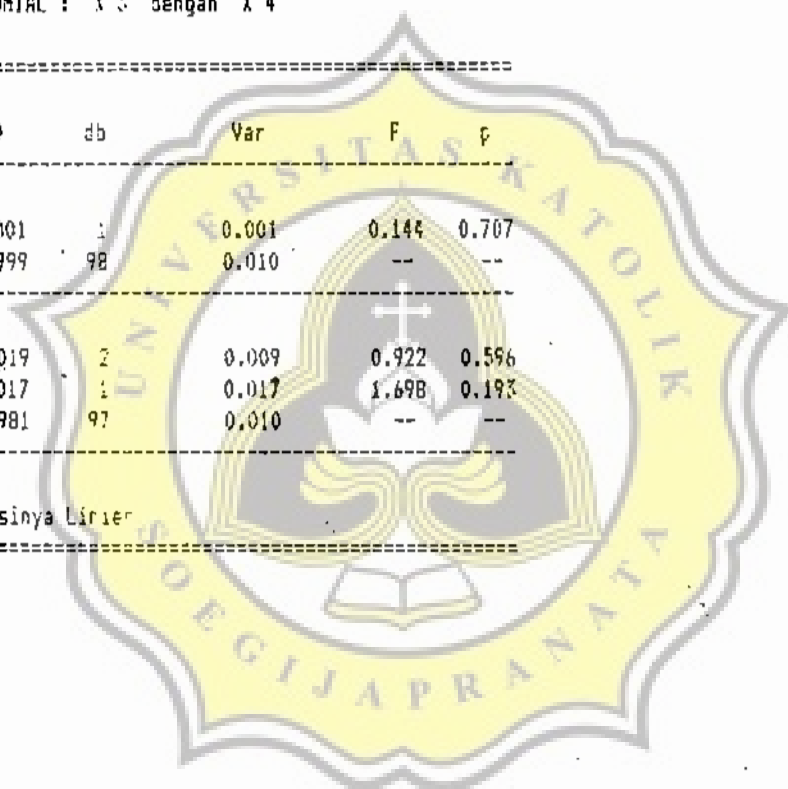 dengan X 4
db Var F p
001 1 0.001 0.144 0.707
999 98 0.010 -- --
019 2 0.009 0.922 0.596
017 1 0.017 1.698 0.193
981 97 0.010 -- --
sinya Linier
UNIVERSITAS KATOLIK
SOEGIJAPRANATA